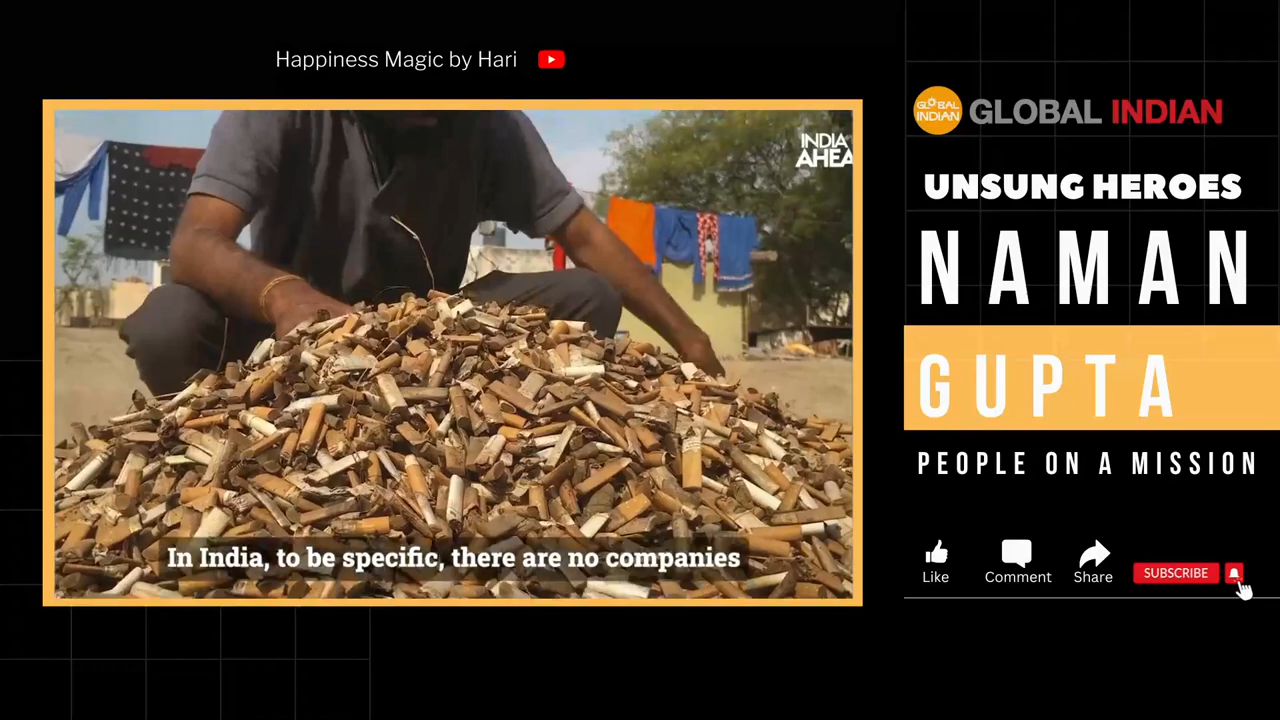 Happiness Magic by Hari
INDIA
AHEA
In India, to be specific, there are no companies
GLOBAL
INDIAN
GLOBAL INDIAN
UNSUNG HEROES
NAMAN
GUPTA
PEOPLE ON A MISSION
Like
Comment
Share
SUBSCRIBE